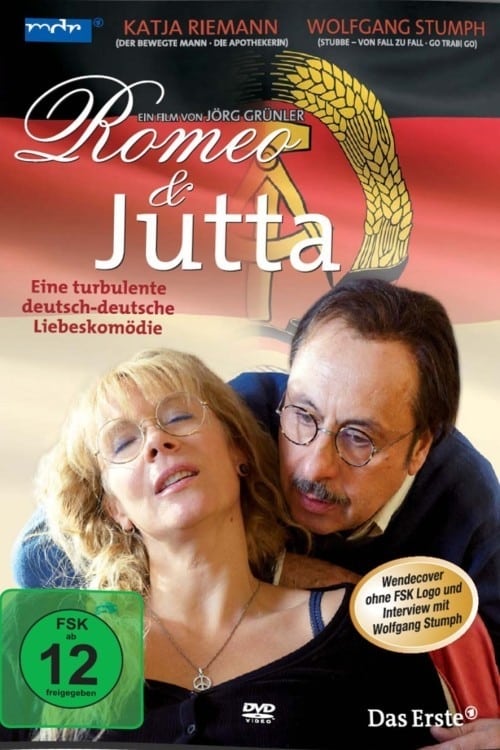 mdr
KATJA RIEMANN
(DER BEWEGTE MANN · DIE APOTHEKERIN)
WOLFGANG STUMPH
(STUBBE – VON FALL ZU FALL · GO TRABI GO)
EIN FILM VON JÖRG GRÜNLER
Romeo
&
Jutta
Eine turbulente
deutsch-deutsche
Liebeskomödie
Wendecover
ohne FSK Logo und
Interview mit
Wolfgang Stumph
FSK
ab
12
freigegeben
DVD
VIDEO
Das Erste